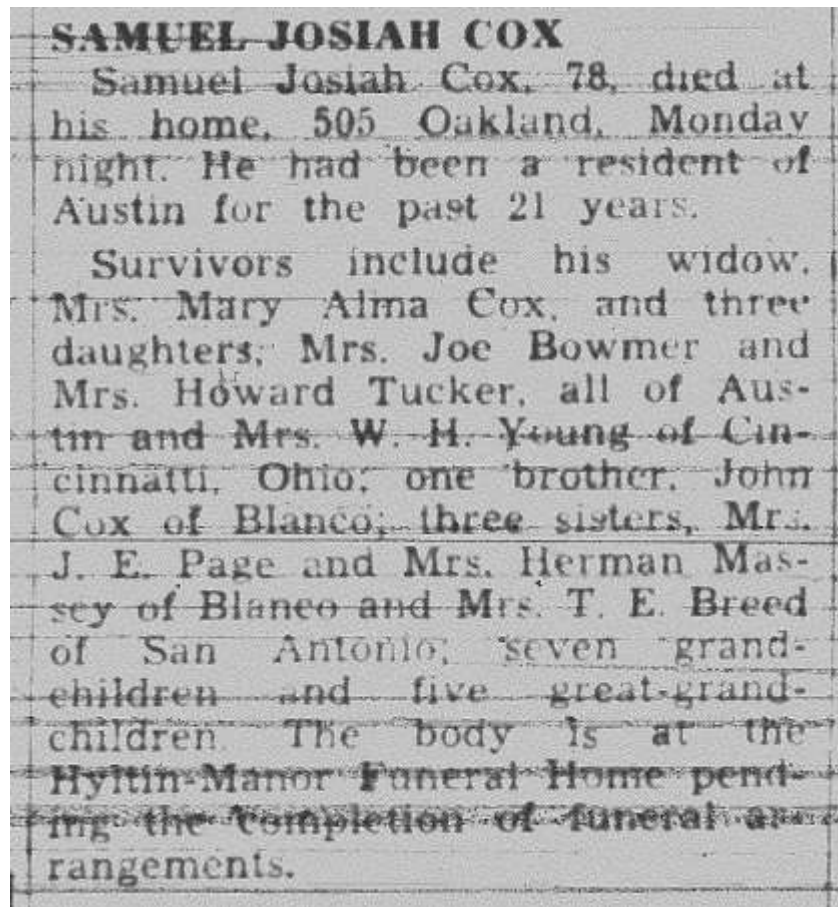 SAMUEL JOSIAH COX
Samuel Josiah Cox, 78, died at
his home, 505 Oakland, Monday
night. He had been a resident of
Austin for the past 21 years.
Survivors include his widow,
Mrs. Mary Alma Cox, and three
daughters, Mrs. Joe Bowmer and
Mrs. Howard Tucker, all of Aus-
tin and Mrs. W. H. Young of Cin-
cinnatti, Ohio; one brother, John
Cox of Blanco; three sisters, Mrs.
J. E. Page and Mrs. Herman Mas-
sey of Blanco and Mrs. T. E. Breed
of San Antonio; seven grand-
children and five great-grand-
children. The body is at the
Hyltin-Manor Funeral Home pend-
ing the completion of funeral ar-
rangements.